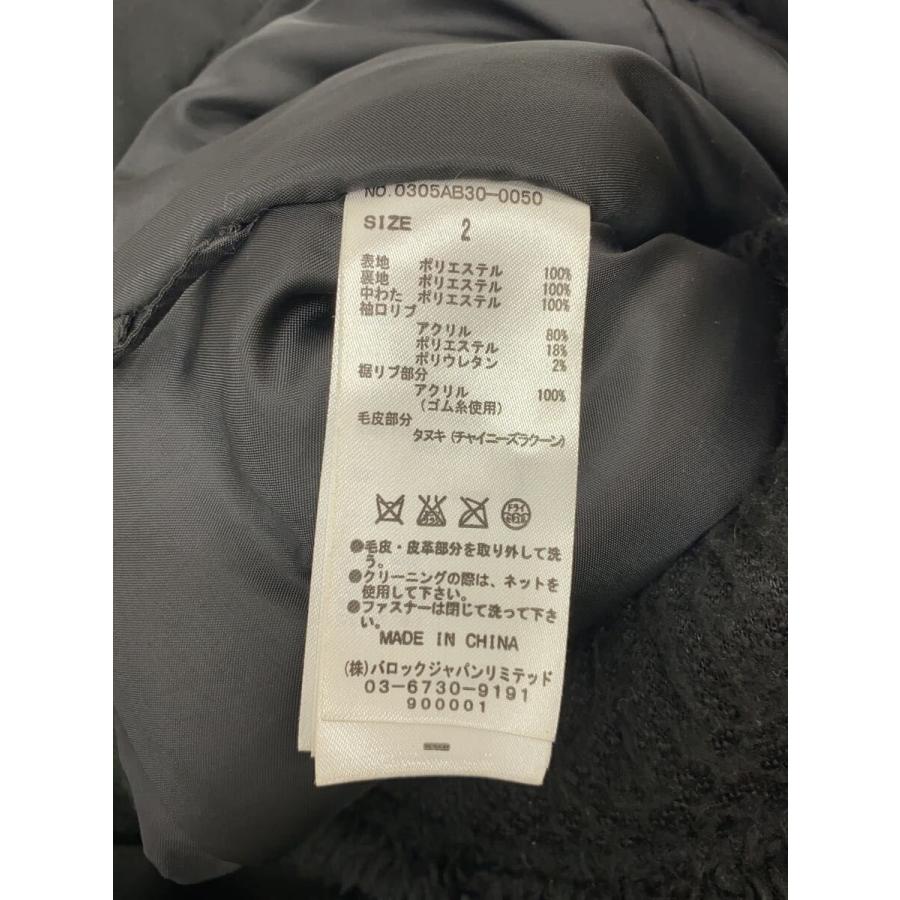 NO.0305AB30-0050
SIZE 2
表地 ポリエステル 100%
裏地 ポリエステル 100%
中わた ポリエステル 100%
袖口リブ
アクリル 80%
ポリエステル 18%
ポリウレタン 2%
裾リブ部分
アクリル 100%
(ゴム糸使用)
毛皮部分
タヌキ(チャイニーズラクーン)
ドライ
●毛皮・皮革部分を取り外して洗
う。
●クリーニングの際は、ネットを
使用して下さい。
●ファスナーは閉じて洗って下さ
い。
MADE IN CHINA
(株)バロックジャパンリミテッド
03-6730-9191
900001